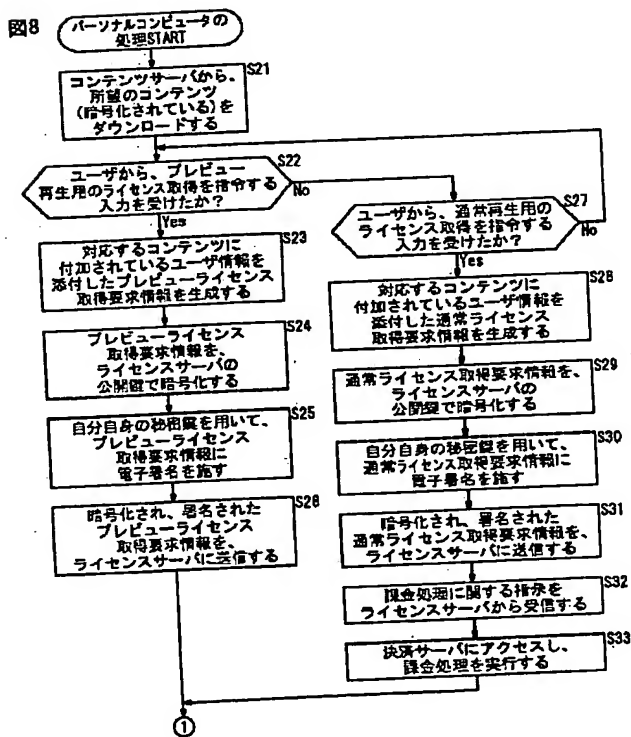 図8
パーソナルコンピュータの
処理START
S21
コンテンツサーバから、
所望のコンテンツ
(暗号化されている)を
ダウンロードする
S22
ユーザから、プレビュー
再生用のライセンス取得を指令する
入力を受けたか?
No
Yes
S23
対応するコンテンツに
付加されているユーザ情報を
添付したプレビューライセンス
取得要求情報を生成する
S24
プレビューライセンス
取得要求情報を、
ライセンスサーバの
公開鍵で暗号化する
S25
自分自身の秘密鍵を用いて、
プレビューライセンス
取得要求情報に
電子署名を施す
S26
暗号化され、署名された
プレビューライセンス
取得要求情報を、
ライセンスサーバに送信する
S27
ユーザから、通常再生用の
ライセンス取得を指令する
入力を受けたか?
No
Yes
S28
対応するコンテンツに
付加されているユーザ情報を
添付した通常ライセンス
取得要求情報を生成する
S29
通常ライセンス取得要求情報を、
ライセンスサーバの
公開鍵で暗号化する
S30
自分自身の秘密鍵を用いて、
通常ライセンス取得要求情報に
電子署名を施す
S31
暗号化され、署名された
通常ライセンス取得要求情報を、
ライセンスサーバに送信する
S32
課金処理に関する指示を
ライセンスサーバから受信する
S33
決済サーバにアクセスし、
課金処理を実行する
①